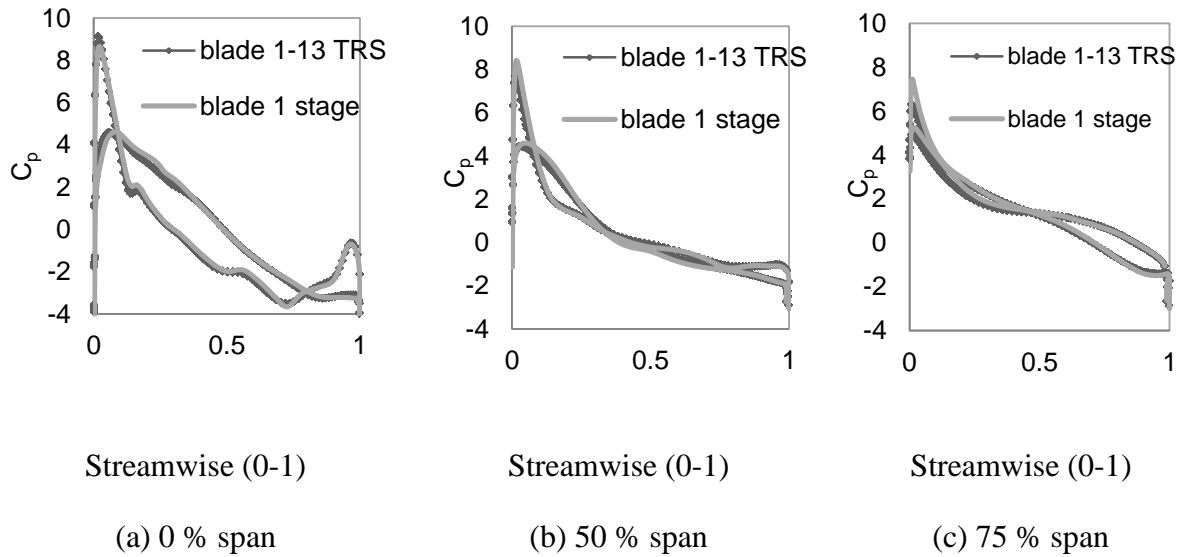 10
8
6
4
2
0
-2
-4
C_p
blade 1-13 TRS
blade 1 stage
0
0.5
1
Streamwise (0-1)
(a) 0 % span
10
8
6
4
2
0
-2
-4
C_p
blade 1-13 TRS
blade 1 stage
0
0.5
1
Streamwise (0-1)
(b) 50 % span
10
8
6
4
2
0
-2
-4
C_p
blade 1-13 TRS
blade 1 stage
0
0.5
1
Streamwise (0-1)
(c) 75 % span